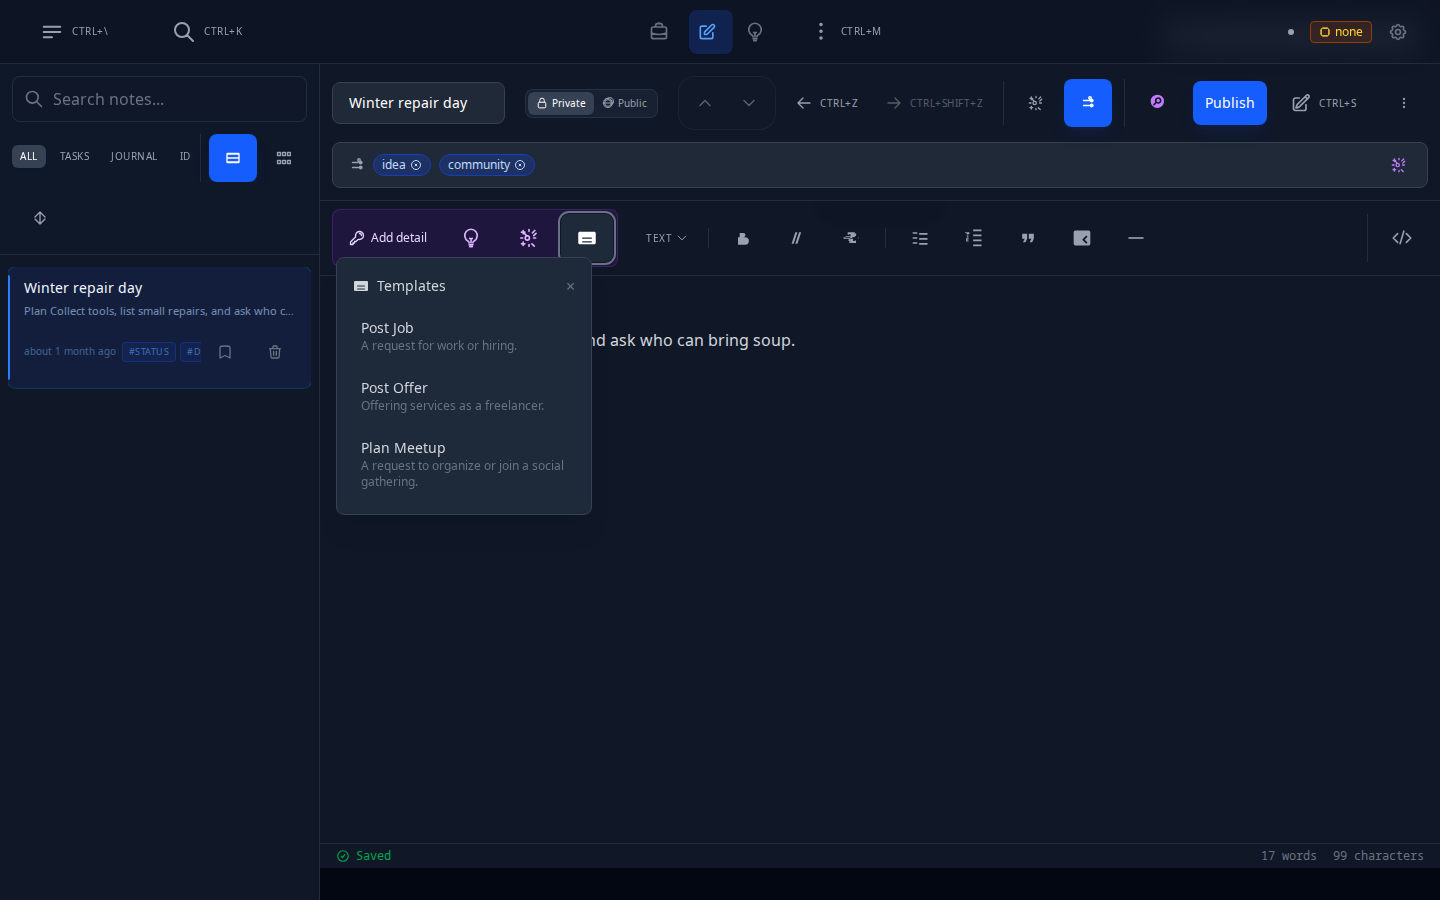 CTRL+\ CTRL+K CTRL+M none
Search notes...
ALL TASKS JOURNAL ID
Winter repair day
Plan Collect tools, list small repairs, and ask who c...
about 1 month ago #STATUS #D
Winter repair day Private Public CTRL+Z CTRL+SHIFT+Z Publish CTRL+S
idea community
Add detail TEXT
Templates
Post Job
A request for work or hiring.
Post Offer
Offering services as a freelancer.
Plan Meetup
A request to organize or join a social
gathering.
nd ask who can bring soup.
Saved 17 words 99 characters